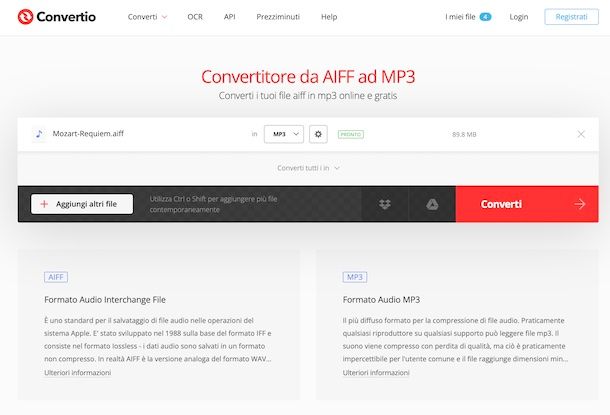 Convertio
Converti OCR API Prezziminuti Help I miei file 4 Login Registrati
Convertitore da AIFF ad MP3
Converti i tuoi file aiff in mp3 online e gratis
Mozart-Requiem.aiff in MP3 PRONTO 89.8 MB
Converti tutti i in
Aggiungi altri file
Utilizza Ctrl o Shift per aggiungere più file
contemporaneamente
Converti
AIFF
Formato Audio Interchange File
È uno standard per il salvataggio di file audio nelle operazioni del
sistema Apple. E' stato sviluppato nel 1988 sulla base del formato IFF e
consiste nel formato lossless - i dati audio sono salvati in un formato
non compresso. In realtà AIFF è la versione analoga del formato WAV...
Ulteriori informazioni
MP3
Formato Audio MP3
Il più diffuso formato per la compressione di file audio. Praticamente
qualsiasi riproduttore su qualsiasi supporto può leggere file mp3. Il
suono viene compresso con perdita di qualità, ma ciò è praticamente
impercettibile per l'utente comune e il file raggiunge dimensioni min...
Ulteriori informazioni